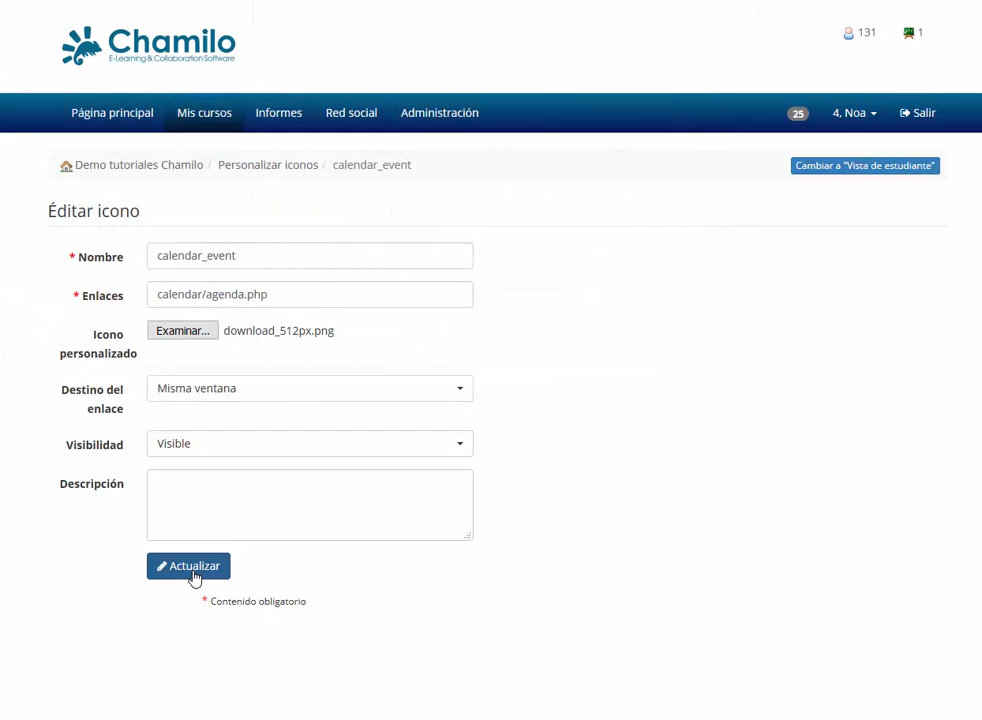 Chamilo
E-Learning & Collaboration Software
131
1
Página principal
Mis cursos
Informes
Red social
Administración
25
4, Noa
Salir
Demo tutoriales Chamilo / Personalizar iconos / calendar_event
Cambiar a "Vista de estudiante"
Éditar icono
* Nombre
calendar_event
* Enlaces
calendar/agenda.php
Icono
personalizado
Examinar...
download_512px.png
Destino del
enlace
Misma ventana
Visibilidad
Visible
Descripción
Actualizar
* Contenido obligatorio